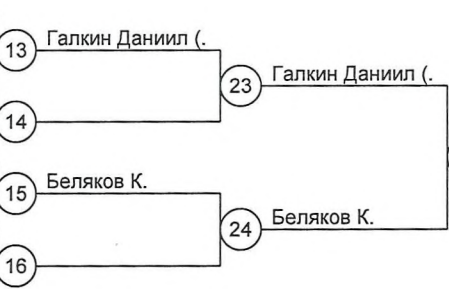 13 Галкин Даниил (.
23 Галкин Даниил (.
14
15 Беляков К.
24 Беляков К.
16